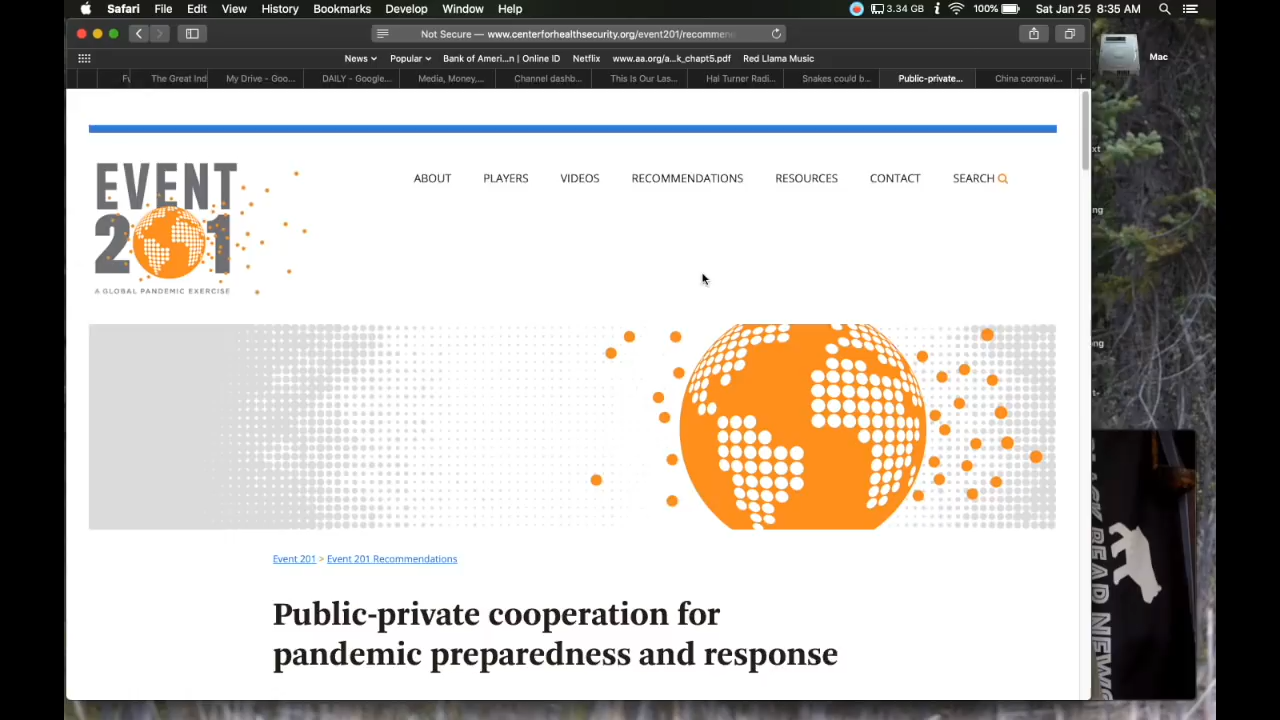 Safari File Edit View History Bookmarks Develop Window Help 3.34 GB 100% Sat Jan 25 8:35 AM
Not Secure — www.centerforhealthsecurity.org/event201/recommen
News Popular Bank of Ameri...n | Online ID Netflix www.aa.org/a...k_chapt5.pdf Red Llama Music
The Great Ind My Drive - Goo... DAILY - Google... Media, Money,... Channel dashb... This Is Our Las... Hal Turner Radi... Snakes could b... Public-private... China coronavi...
Mac
EVENT
201
A GLOBAL PANDEMIC EXERCISE
ABOUT PLAYERS VIDEOS RECOMMENDATIONS RESOURCES CONTACT SEARCH
Event 201 > Event 201 Recommendations
Public-private cooperation for
pandemic preparedness and response